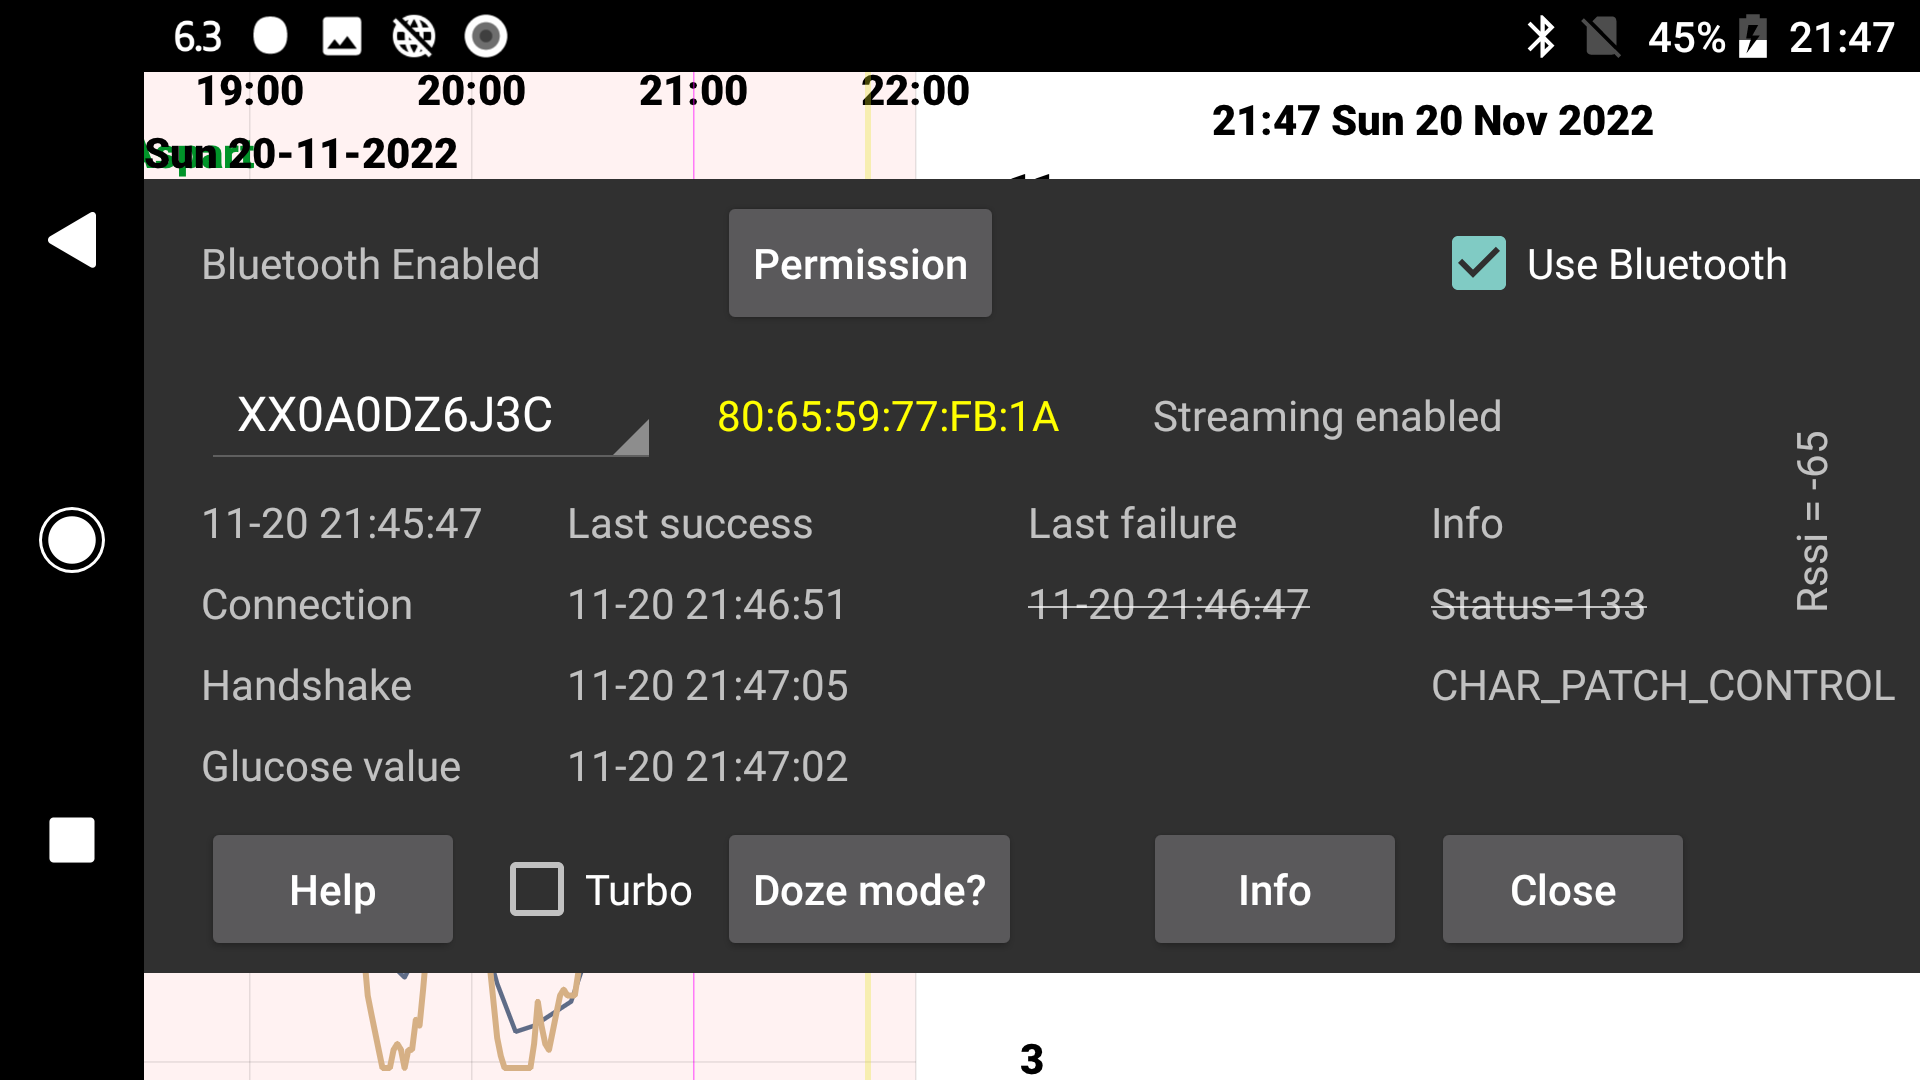 6.3 45% 21:47
19:00 20:00 21:00 22:00
21:47 Sun 20 Nov 2022
Sun 20-11-2022
Bluetooth Enabled Permission Use Bluetooth
XX0A0DZ6J3C 80:65:59:77:FB:1A Streaming enabled
Rssi = -65
11-20 21:45:47 Last success Last failure Info
Connection 11-20 21:46:51 11-20 21:46:47 Status=133
Handshake 11-20 21:47:05 CHAR_PATCH_CONTROL
Glucose value 11-20 21:47:02
Help Turbo Doze mode? Info Close
3